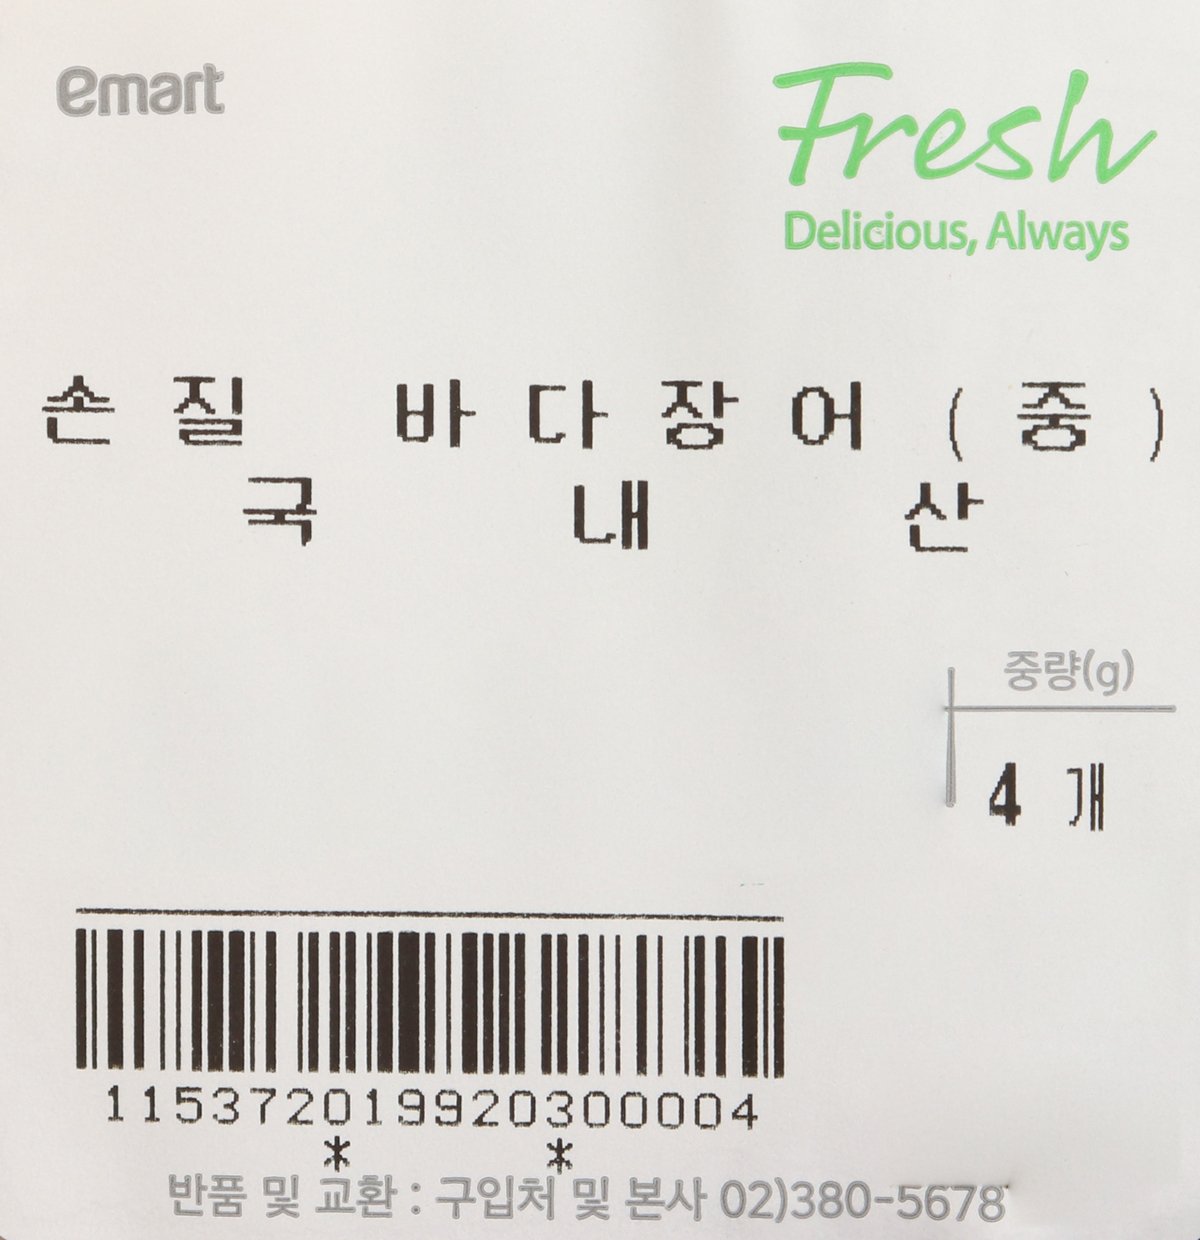 emart
Fresh
Delicious, Always
손질 바다장어(중)
국내산
중량(g)
4개
115372019920300004
* *
반품 및 교환 : 구입처 및 본사 02)380-5678